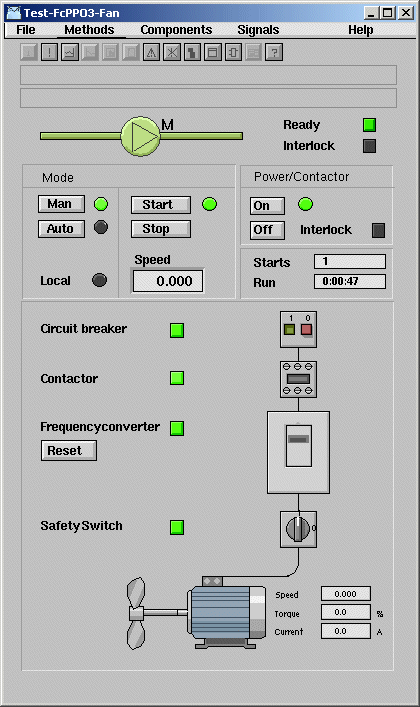 Test-FcPPO3-Fan
File Methods Components Signals Help
! ?
M
Ready
Interlock
Mode
Power/Contactor
Man Start On
Auto Stop Off Interlock
Speed
Local 0.000
Starts 1
Run 0:00:47
Circuit breaker
1 0
Contactor
Frequencyconverter
Reset
Safety Switch
0
Speed 0.000
Torque 0.0 %
Current 0.0 A